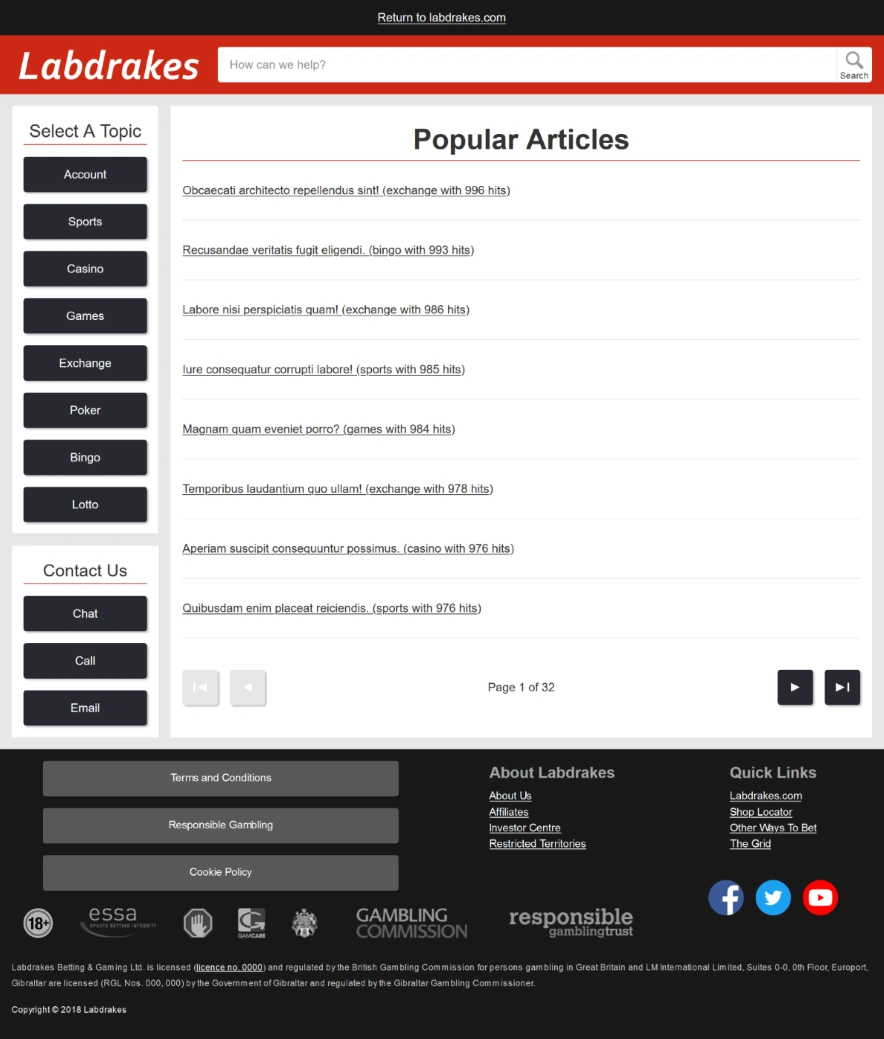 Return to labdrakes.com
Labdrakes
How can we help?
Search
Select A Topic
Account
Sports
Casino
Games
Exchange
Poker
Bingo
Lotto
Contact Us
Chat
Call
Email
Popular Articles
Obcaecati architecto repellendus sint! (exchange with 996 hits)
Recusandae veritatis fugit eligendi. (bingo with 993 hits)
Labore nisi perspiciatis quam! (exchange with 986 hits)
Iure consequatur corrupti labore! (sports with 985 hits)
Magnam quam eveniet porro? (games with 984 hits)
Temporibus laudantium quo ullam! (exchange with 978 hits)
Aperiam suscipit consequuntur possimus. (casino with 976 hits)
Quibusdam enim placeat reiciendis. (sports with 976 hits)
Page 1 of 32
Terms and Conditions
Responsible Gambling
Cookie Policy
About Labdrakes
About Us
Affiliates
Investor Centre
Restricted Territories
Quick Links
Labdrakes.com
Shop Locator
Other Ways To Bet
The Grid
18+
essa
SPORTS BETTING INTEGRITY
GAMCARE
GAMBLING
COMMISSION
responsible
gamblingtrust
Labdrakes Betting & Gaming Ltd. is licensed (licence no. 0000) and regulated by the British Gambling Commission for persons gambling in Great Britain and LM International Limited, Suites 0-0, 0th Floor, Europort,
Gibraltar are licensed (RGL Nos. 000, 000) by the Government of Gibraltar and regulated by the Gibraltar Gambling Commissioner.
Copyright © 2018 Labdrakes